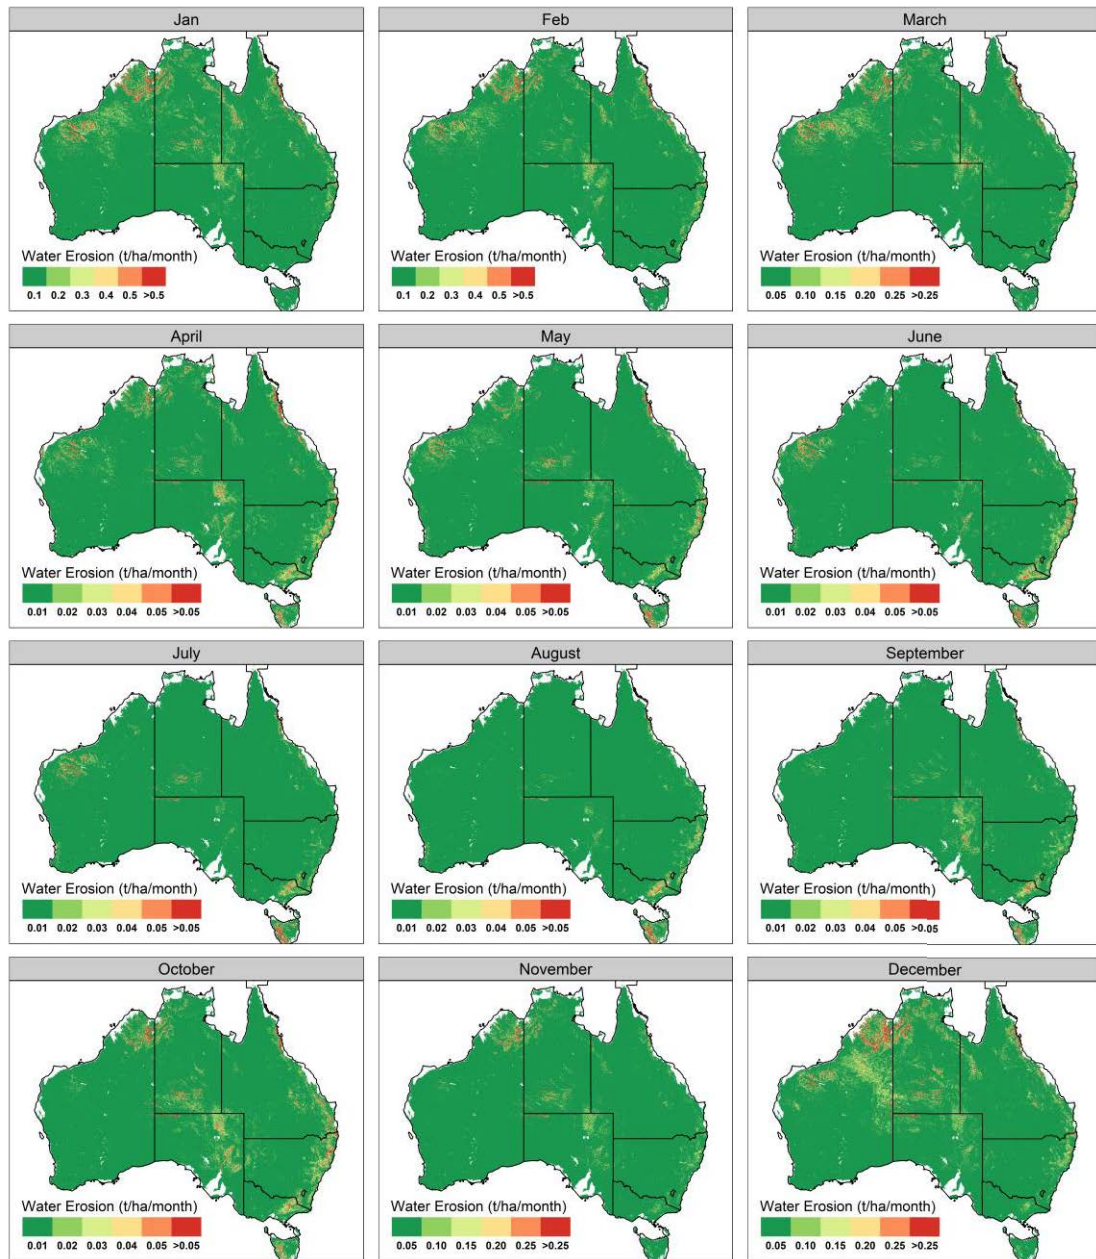 Jan
Feb
March
Water Erosion (t/ha/month)
0.1 0.2 0.3 0.4 0.5 >0.5
Water Erosion (t/ha/month)
0.1 0.2 0.3 0.4 0.5 >0.5
Water Erosion (t/ha/month)
0.05 0.10 0.15 0.20 0.25 >0.25
April
May
June
Water Erosion (t/ha/month)
0.01 0.02 0.03 0.04 0.05 >0.05
Water Erosion (t/ha/month)
0.01 0.02 0.03 0.04 0.05 >0.05
Water Erosion (t/ha/month)
0.01 0.02 0.03 0.04 0.05 >0.05
July
August
September
Water Erosion (t/ha/month)
0.01 0.02 0.03 0.04 0.05 >0.05
Water Erosion (t/ha/month)
0.01 0.02 0.03 0.04 0.05 >0.05
Water Erosion (t/ha/month)
0.01 0.02 0.03 0.04 0.05 >0.05
October
November
December
Water Erosion (t/ha/month)
0.01 0.02 0.03 0.04 0.05 >0.05
Water Erosion (t/ha/month)
0.05 0.10 0.15 0.20 0.25 >0.25
Water Erosion (t/ha/month)
0.05 0.10 0.15 0.20 0.25 >0.25